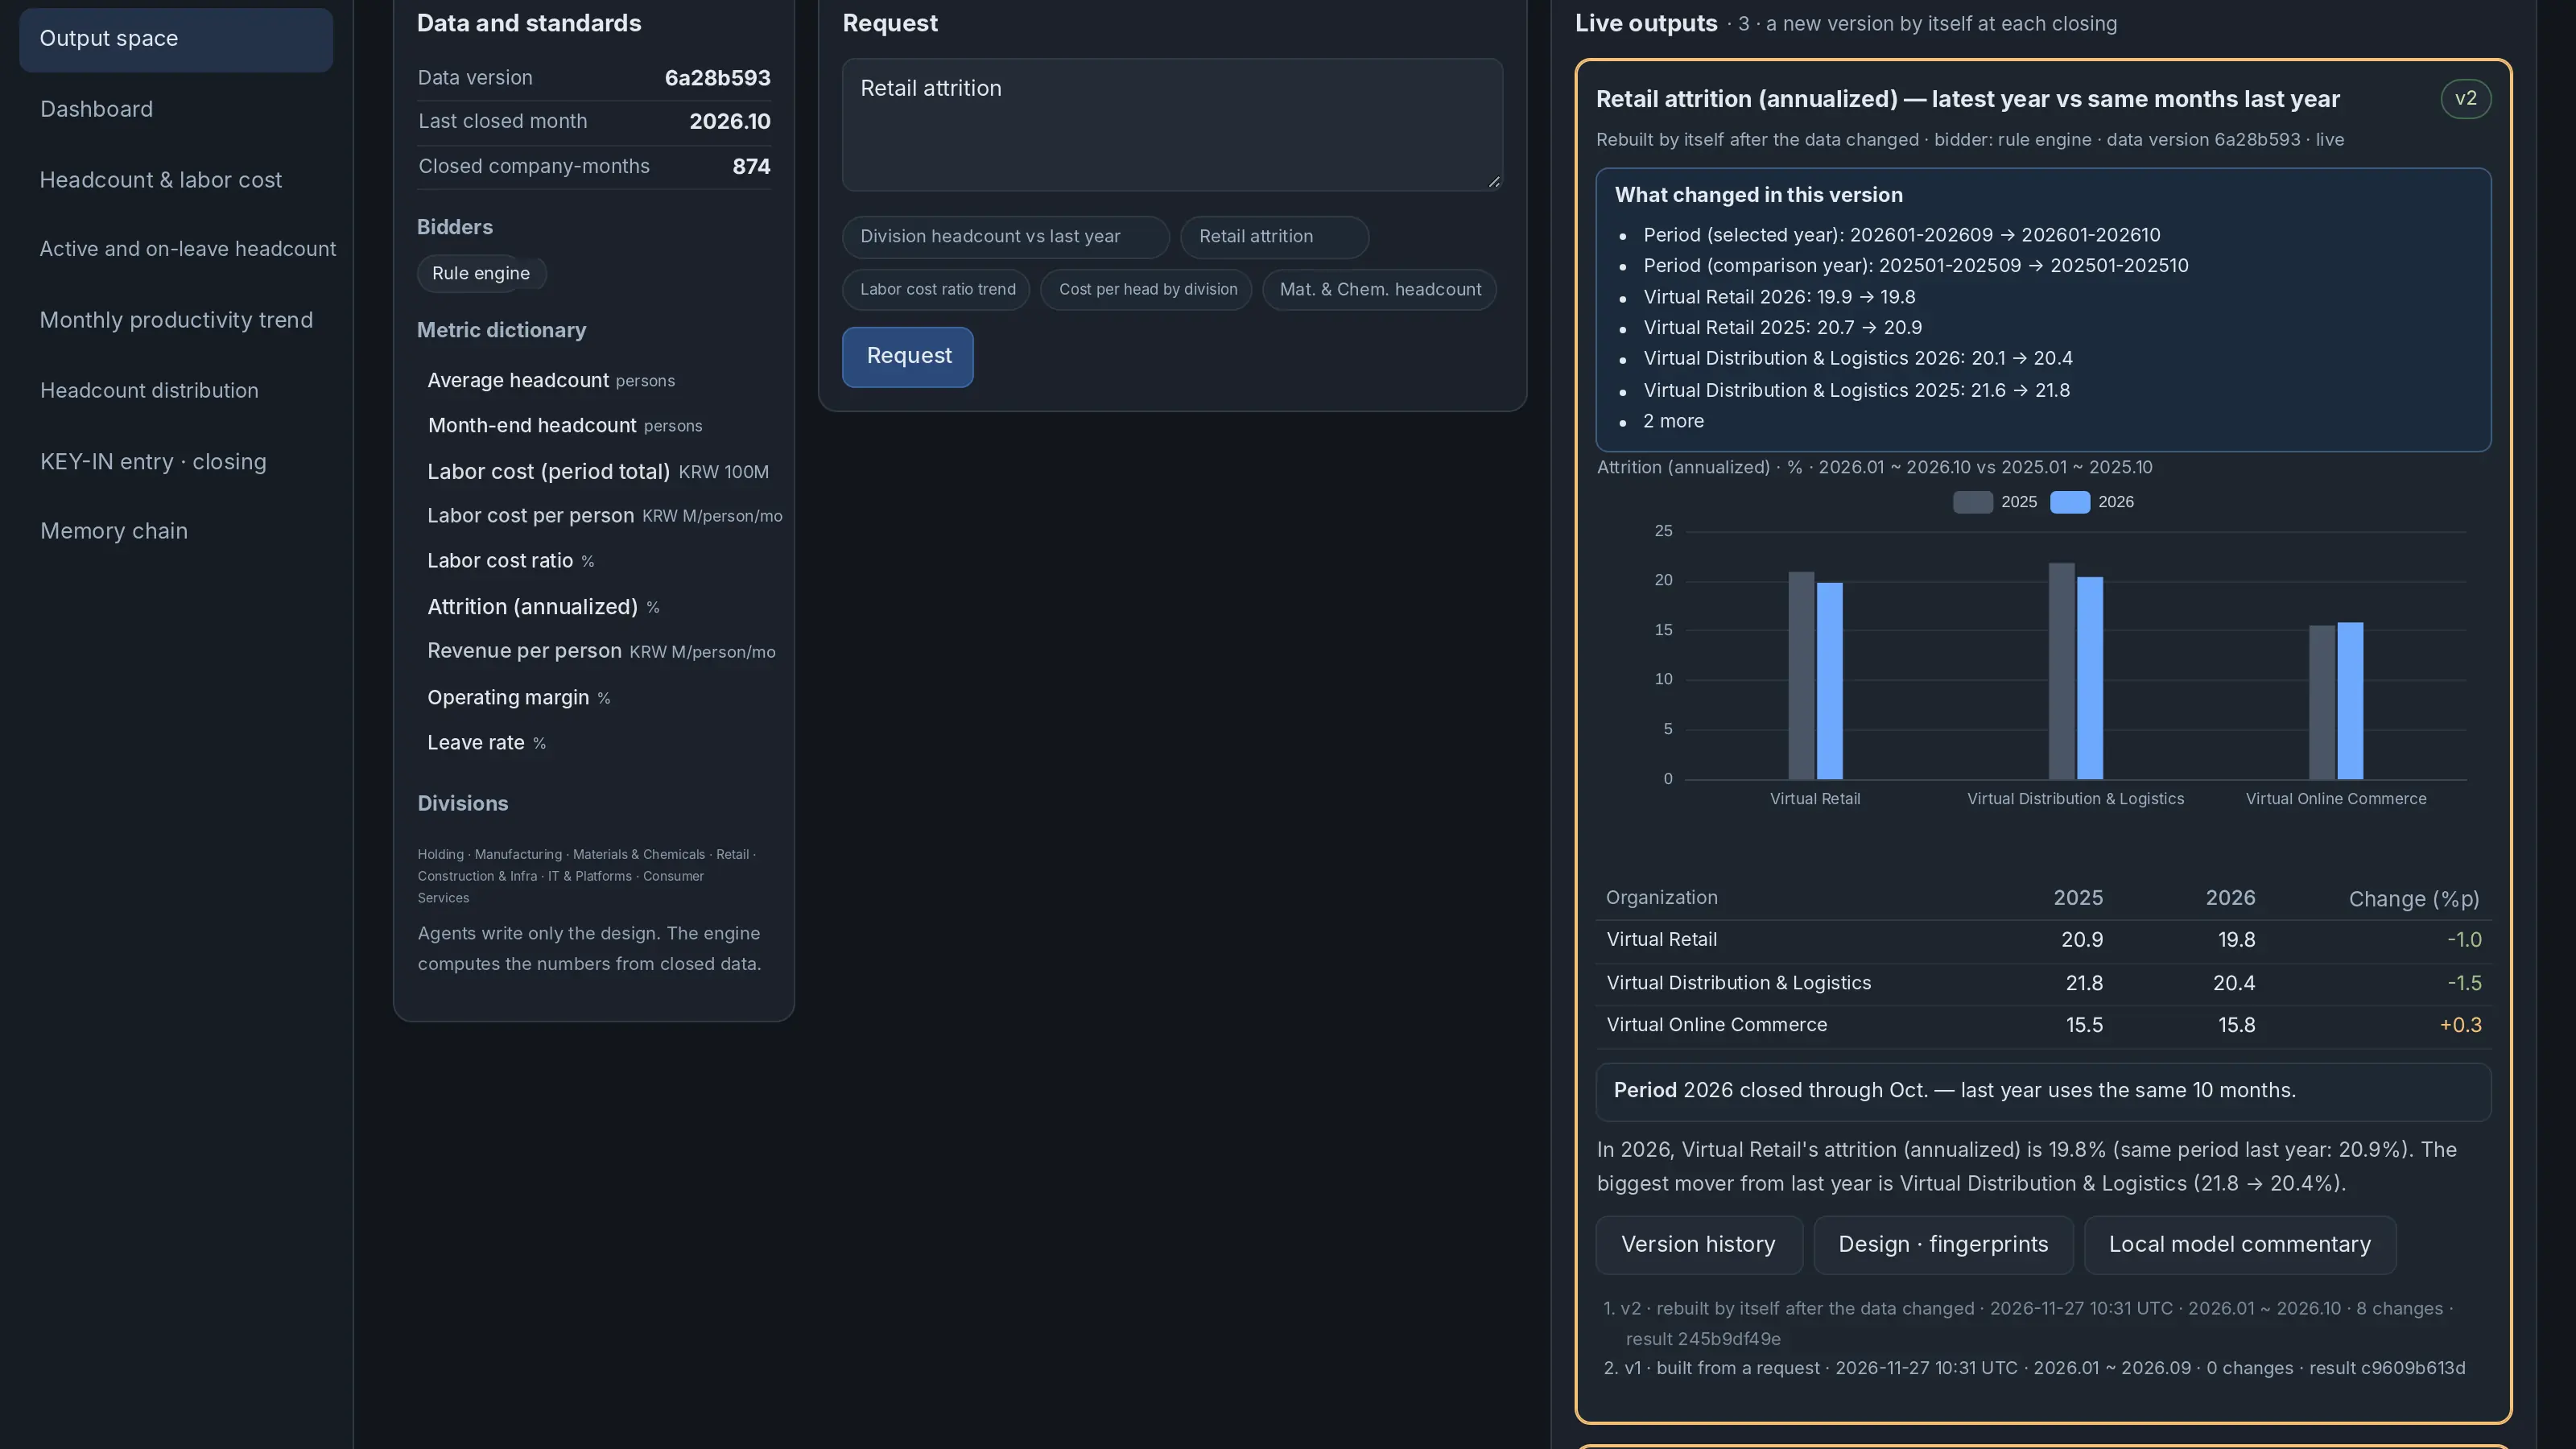 Output space
Dashboard
Headcount & labor cost
Active and on-leave headcount
Monthly productivity trend
Headcount distribution
KEY-IN entry · closing
Memory chain
Data and standards
Data version 6a28b593
Last closed month 2026.10
Closed company-months 874
Bidders
Rule engine
Metric dictionary
Average headcount persons
Month-end headcount persons
Labor cost (period total) KRW 100M
Labor cost per person KRW M/person/mo
Labor cost ratio %
Attrition (annualized) %
Revenue per person KRW M/person/mo
Operating margin %
Leave rate %
Divisions
Holding · Manufacturing · Materials & Chemicals · Retail ·
Construction & Infra · IT & Platforms · Consumer
Services
Agents write only the design. The engine
computes the numbers from closed data.
Request
Retail attrition
Division headcount vs last year
Retail attrition
Labor cost ratio trend
Cost per head by division
Mat. & Chem. headcount
Request
Live outputs · 3 · a new version by itself at each closing
Retail attrition (annualized) — latest year vs same months last year v2
Rebuilt by itself after the data changed · bidder: rule engine · data version 6a28b593 · live
What changed in this version
• Period (selected year): 202601-202609 → 202601-202610
• Period (comparison year): 202501-202509 → 202501-202510
• Virtual Retail 2026: 19.9 → 19.8
• Virtual Retail 2025: 20.7 → 20.9
• Virtual Distribution & Logistics 2026: 20.1 → 20.4
• Virtual Distribution & Logistics 2025: 21.6 → 21.8
• 2 more
Attrition (annualized) · % · 2026.01 ~ 2026.10 vs 2025.01 ~ 2025.10
2025 2026
25
20
15
10
5
0
Virtual Retail Virtual Distribution & Logistics Virtual Online Commerce
Organization 2025 2026 Change (%p)
Virtual Retail 20.9 19.8 -1.0
Virtual Distribution & Logistics 21.8 20.4 -1.5
Virtual Online Commerce 15.5 15.8 +0.3
Period 2026 closed through Oct. — last year uses the same 10 months.
In 2026, Virtual Retail's attrition (annualized) is 19.8% (same period last year: 20.9%). The
biggest mover from last year is Virtual Distribution & Logistics (21.8 → 20.4%).
Version history
Design · fingerprints
Local model commentary
1. v2 · rebuilt by itself after the data changed · 2026-11-27 10:31 UTC · 2026.01 ~ 2026.10 · 8 changes ·
result 245b9df49e
2. v1 · built from a request · 2026-11-27 10:31 UTC · 2026.01 ~ 2026.09 · 0 changes · result c9609b613d